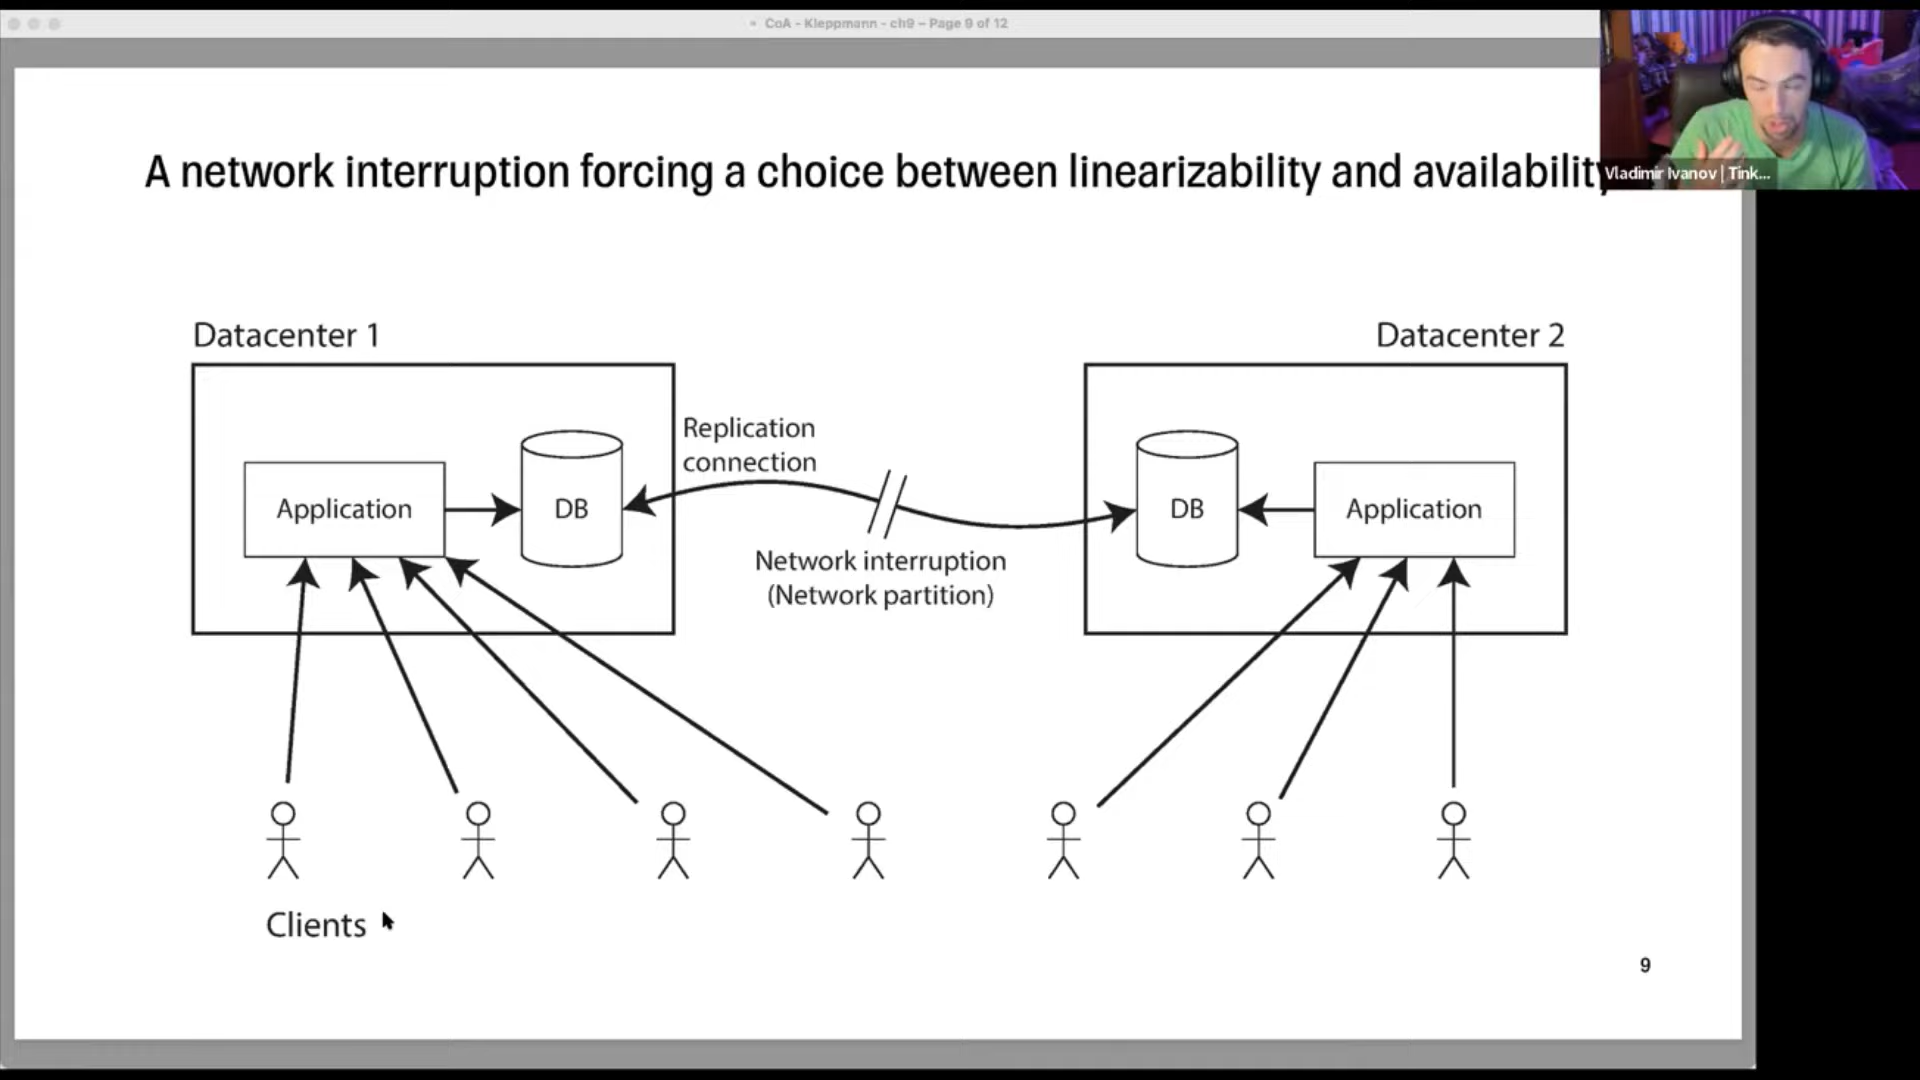 CoA - Kleppmann - ch9 – Page 9 of 12
Vladimir Ivanov | Tink...
A network interruption forcing a choice between linearizability and availability
Datacenter 1
Datacenter 2
Replication
connection
Application
DB
DB
Application
Network interruption
(Network partition)
Clients
9